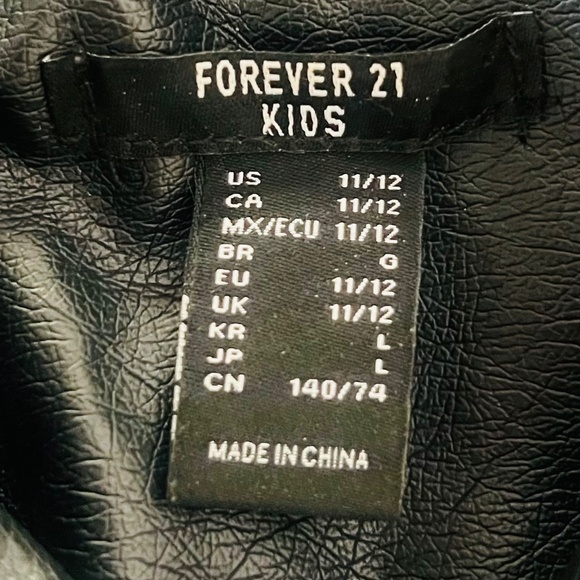 FOREVER 21
KIDS
US 11/12
CA 11/12
MX/ECU 11/12
BR G
EU 11/12
UK 11/12
KR L
JP L
CN 140/74
MADE IN CHINA